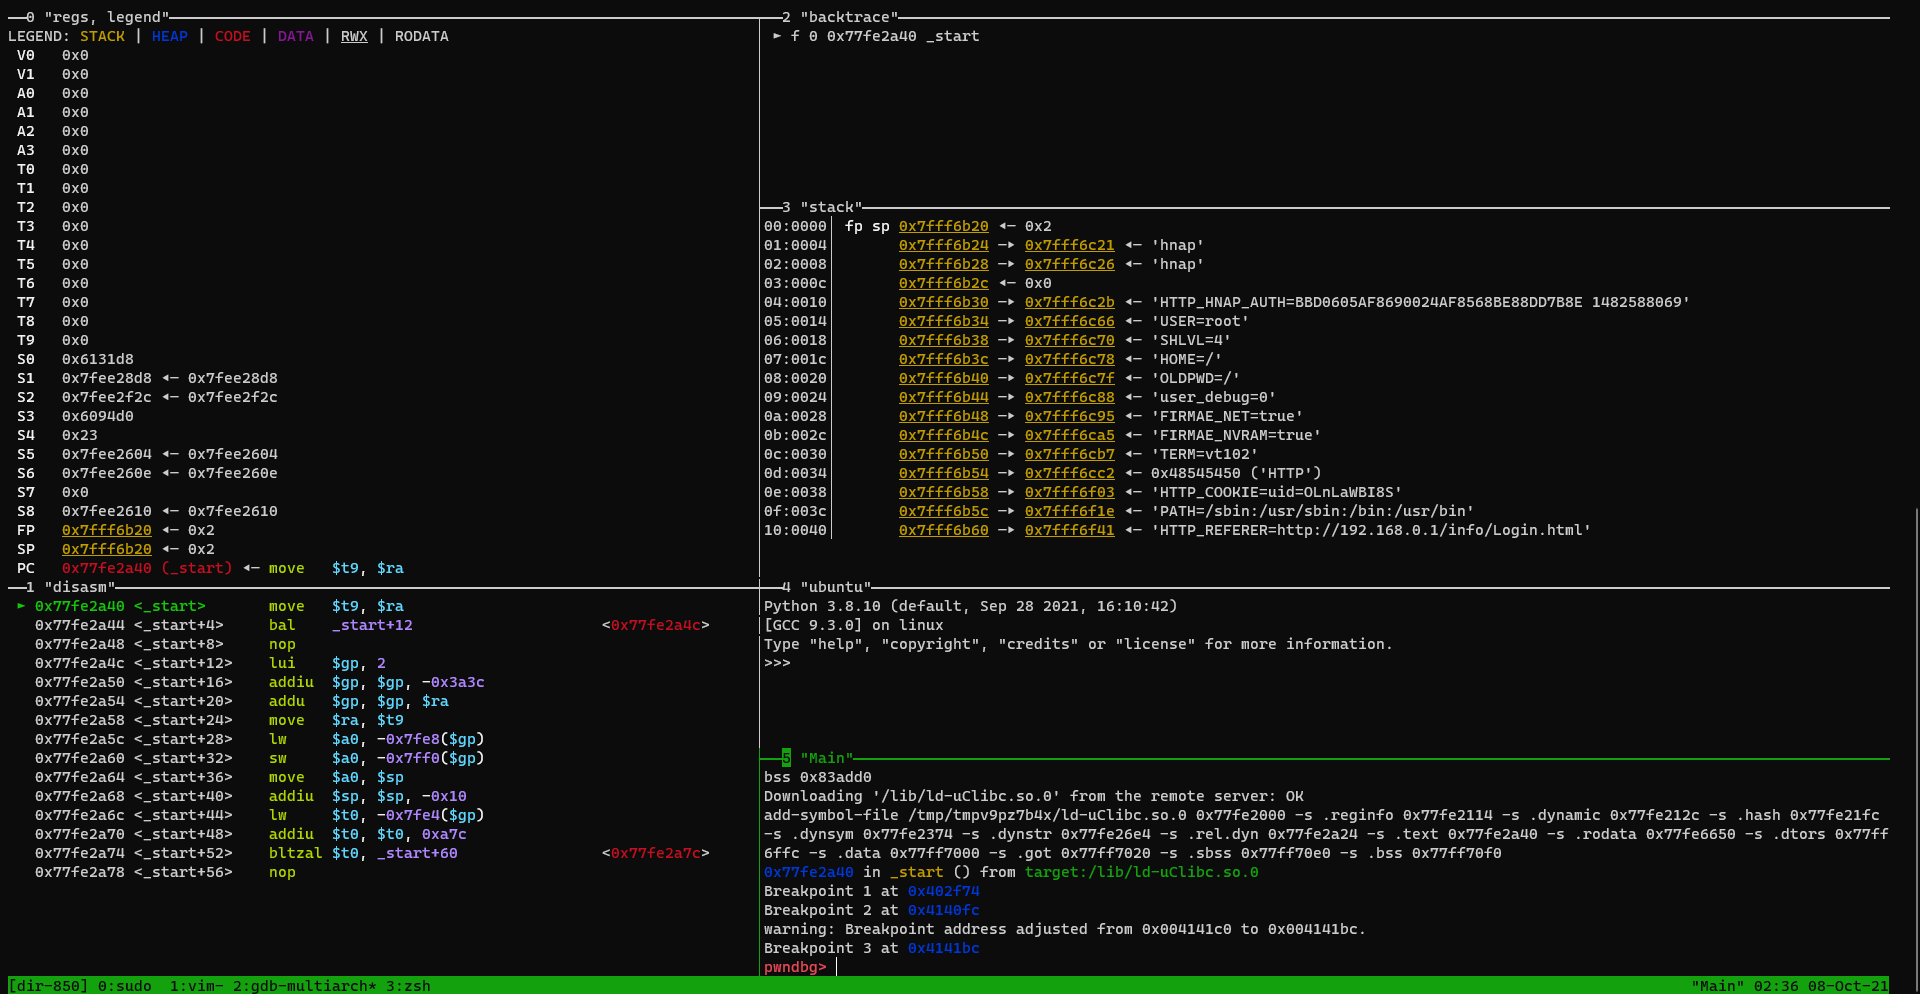 0 "regs, legend"
LEGEND: STACK | HEAP | CODE | DATA | RWX | RODATA
V0 0x0
V1 0x0
A0 0x0
A1 0x0
A2 0x0
A3 0x0
T0 0x0
T1 0x0
T2 0x0
T3 0x0
T4 0x0
T5 0x0
T6 0x0
T7 0x0
T8 0x0
T9 0x0
S0 0x6131d8
S1 0x7fee28d8 ◂— 0x7fee28d8
S2 0x7fee2f2c ◂— 0x7fee2f2c
S3 0x6094d0
S4 0x23
S5 0x7fee2604 ◂— 0x7fee2604
S6 0x7fee260e ◂— 0x7fee260e
S7 0x0
S8 0x7fee2610 ◂— 0x7fee2610
FP 0x7fff6b20 ◂— 0x2
SP 0x7fff6b20 ◂— 0x2
PC 0x77fe2a40 (_start) ◂— move $t9, $ra
1 "disasm"
► 0x77fe2a40 <_start> move $t9, $ra
0x77fe2a44 <_start+4> bal _start+12 <0x77fe2a4c>
0x77fe2a48 <_start+8> nop
0x77fe2a4c <_start+12> lui $gp, 2
0x77fe2a50 <_start+16> addiu $gp, $gp, -0x3a3c
0x77fe2a54 <_start+20> addu $gp, $gp, $ra
0x77fe2a58 <_start+24> move $ra, $t9
0x77fe2a5c <_start+28> lw $a0, -0x7fe8($gp)
0x77fe2a60 <_start+32> sw $a0, -0x7ff0($gp)
0x77fe2a64 <_start+36> move $a0, $sp
0x77fe2a68 <_start+40> addiu $sp, $sp, -0x10
0x77fe2a6c <_start+44> lw $t0, -0x7fe4($gp)
0x77fe2a70 <_start+48> addiu $t0, $t0, 0xa7c
0x77fe2a74 <_start+52> bltzal $t0, _start+60 <0x77fe2a7c>
0x77fe2a78 <_start+56> nop
2 "backtrace"
► f 0 0x77fe2a40 _start
3 "stack"
00:0000│ fp sp 0x7fff6b20 ◂— 0x2
01:0004│ 0x7fff6b24 —▸ 0x7fff6c21 ◂— 'hnap'
02:0008│ 0x7fff6b28 —▸ 0x7fff6c26 ◂— 'hnap'
03:000c│ 0x7fff6b2c ◂— 0x0
04:0010│ 0x7fff6b30 —▸ 0x7fff6c2b ◂— 'HTTP_HNAP_AUTH=BBD0605AF8690024AF8568BE88DD7B8E 1482588069'
05:0014│ 0x7fff6b34 —▸ 0x7fff6c66 ◂— 'USER=root'
06:0018│ 0x7fff6b38 —▸ 0x7fff6c70 ◂— 'SHLVL=4'
07:001c│ 0x7fff6b3c —▸ 0x7fff6c78 ◂— 'HOME=/'
08:0020│ 0x7fff6b40 —▸ 0x7fff6c7f ◂— 'OLDPWD=/'
09:0024│ 0x7fff6b44 —▸ 0x7fff6c88 ◂— 'user_debug=0'
0a:0028│ 0x7fff6b48 —▸ 0x7fff6c95 ◂— 'FIRMAE_NET=true'
0b:002c│ 0x7fff6b4c —▸ 0x7fff6ca5 ◂— 'FIRMAE_NVRAM=true'
0c:0030│ 0x7fff6b50 —▸ 0x7fff6cb7 ◂— 'TERM=vt102'
0d:0034│ 0x7fff6b54 —▸ 0x7fff6cc2 ◂— 0x48545450 ('HTTP')
0e:0038│ 0x7fff6b58 —▸ 0x7fff6f03 ◂— 'HTTP_COOKIE=uid=OLnLaWBI8S'
0f:003c│ 0x7fff6b5c —▸ 0x7fff6f1e ◂— 'PATH=/sbin:/usr/sbin:/bin:/usr/bin'
10:0040│ 0x7fff6b60 —▸ 0x7fff6f41 ◂— 'HTTP_REFERER=http://192.168.0.1/info/Login.html'
4 "ubuntu"
Python 3.8.10 (default, Sep 28 2021, 16:10:42)
[GCC 9.3.0] on linux
Type "help", "copyright", "credits" or "license" for more information.
>>>
5 "Main"
bss 0x83add0
Downloading '/lib/ld-uClibc.so.0' from the remote server: OK
add-symbol-file /tmp/tmpv9pz7b4x/ld-uClibc.so.0 0x77fe2000 -s .reginfo 0x77fe2114 -s .dynamic 0x77fe212c -s .hash 0x77fe21fc
-s .dynsym 0x77fe2374 -s .dynstr 0x77fe26e4 -s .rel.dyn 0x77fe2a24 -s .text 0x77fe2a40 -s .rodata 0x77fe6650 -s .dtors 0x77ff
6ffc -s .data 0x77ff7000 -s .got 0x77ff7020 -s .sbss 0x77ff70e0 -s .bss 0x77ff70f0
0x77fe2a40 in _start () from target:/lib/ld-uClibc.so.0
Breakpoint 1 at 0x402f74
Breakpoint 2 at 0x4140fc
warning: Breakpoint address adjusted from 0x004141c0 to 0x004141bc.
Breakpoint 3 at 0x4141bc
pwndbg>
[dir-850] 0:sudo 1:vim- 2:gdb-multiarch* 3:zsh "Main" 02:36 08-Oct-21